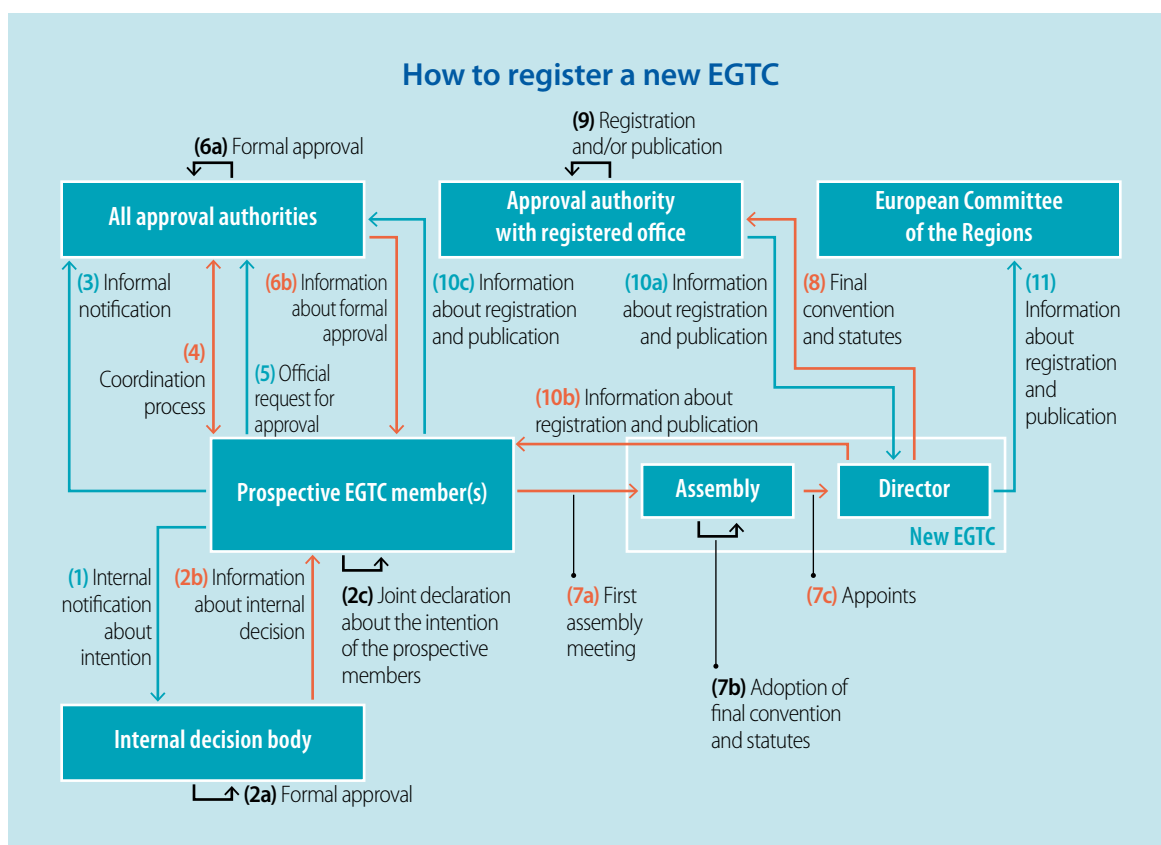 How to register a new EGTC
(6a) Formal approval
(9) Registration
and/or publication
All approval authorities
Approval authority
with registered office
European Committee
of the Regions
(3) Informal
notification
(4)
Coordination
process
(5) Official
request for
approval
(6b) Information
about formal
approval
(10c) Information
about registration
and publication
(10a) Information
about registration
and publication
(8) Final
convention
and statutes
(11)
Information
about
registration
and
publication
(10b) Information about
registration and publication
Prospective EGTC member(s)
Assembly
Director
New EGTC
(1) Internal
notification
about
intention
(2b) Information
about internal
decision
(2c) Joint declaration
about the intention
of the prospective
members
(7a) First
assembly
meeting
(7c) Appoints
(7b) Adoption of
final convention
and statutes
Internal decision body
(2a) Formal approval